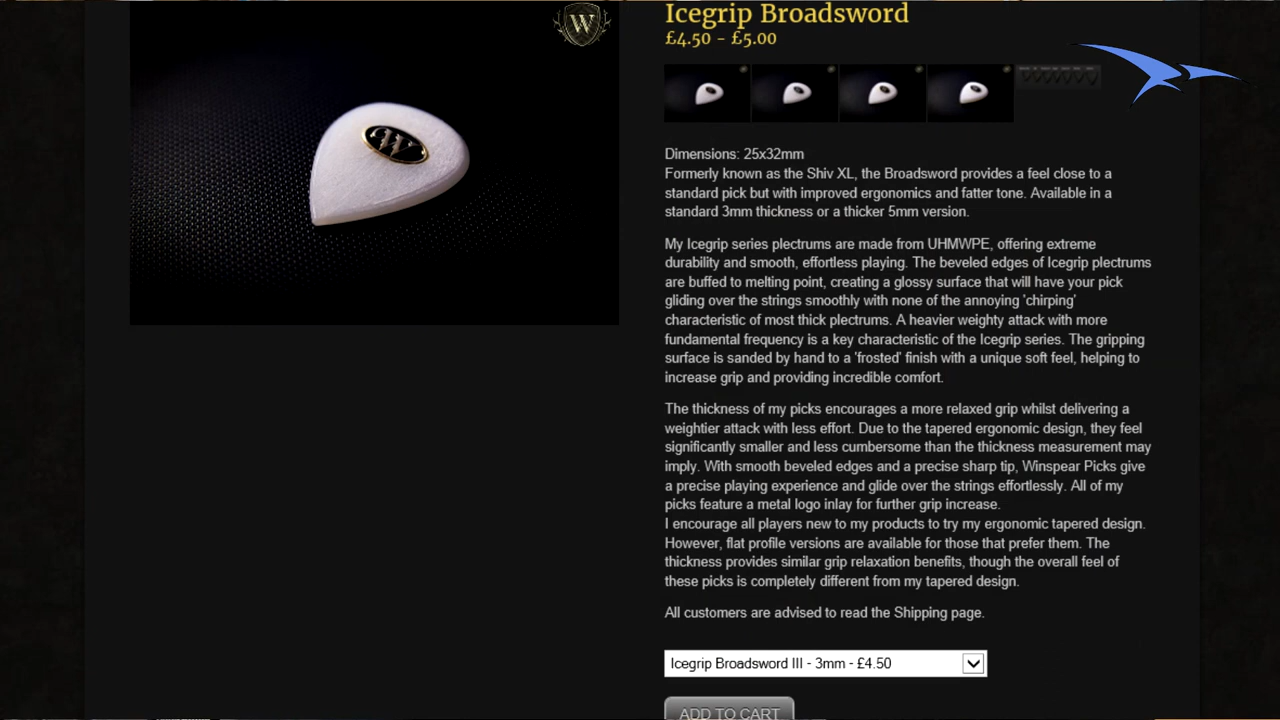 W
Icegrip Broadsword
£4.50 - £5.00
W
Dimensions: 25x32mm
Formerly known as the Shiv XL, the Broadsword provides a feel close to a
standard pick but with improved ergonomics and fatter tone. Available in a
standard 3mm thickness or a thicker 5mm version.
My Icegrip series plectrums are made from UHMWPE, offering extreme
durability and smooth, effortless playing. The beveled edges of Icegrip plectrums
are buffed to melting point, creating a glossy surface that will have your pick
gliding over the strings smoothly with none of the annoying 'chirping'
characteristic of most thick plectrums. A heavier weighty attack with more
fundamental frequency is a key characteristic of the Icegrip series. The gripping
surface is sanded by hand to a 'frosted' finish with a unique soft feel, helping to
increase grip and providing incredible comfort.
The thickness of my picks encourages a more relaxed grip whilst delivering a
weightier attack with less effort. Due to the tapered ergonomic design, they feel
significantly smaller and less cumbersome than the thickness measurement may
imply. With smooth beveled edges and a precise sharp tip, Winspear Picks give
a precise playing experience and glide over the strings effortlessly. All of my
picks feature a metal logo inlay for further grip increase.
I encourage all players new to my products to try my ergonomic tapered design.
However, flat profile versions are available for those that prefer them. The
thickness provides similar grip relaxation benefits, though the overall feel of
these picks is completely different from my tapered design.
All customers are advised to read the Shipping page.
Icegrip Broadsword III - 3mm - £4.50
ADD TO CART